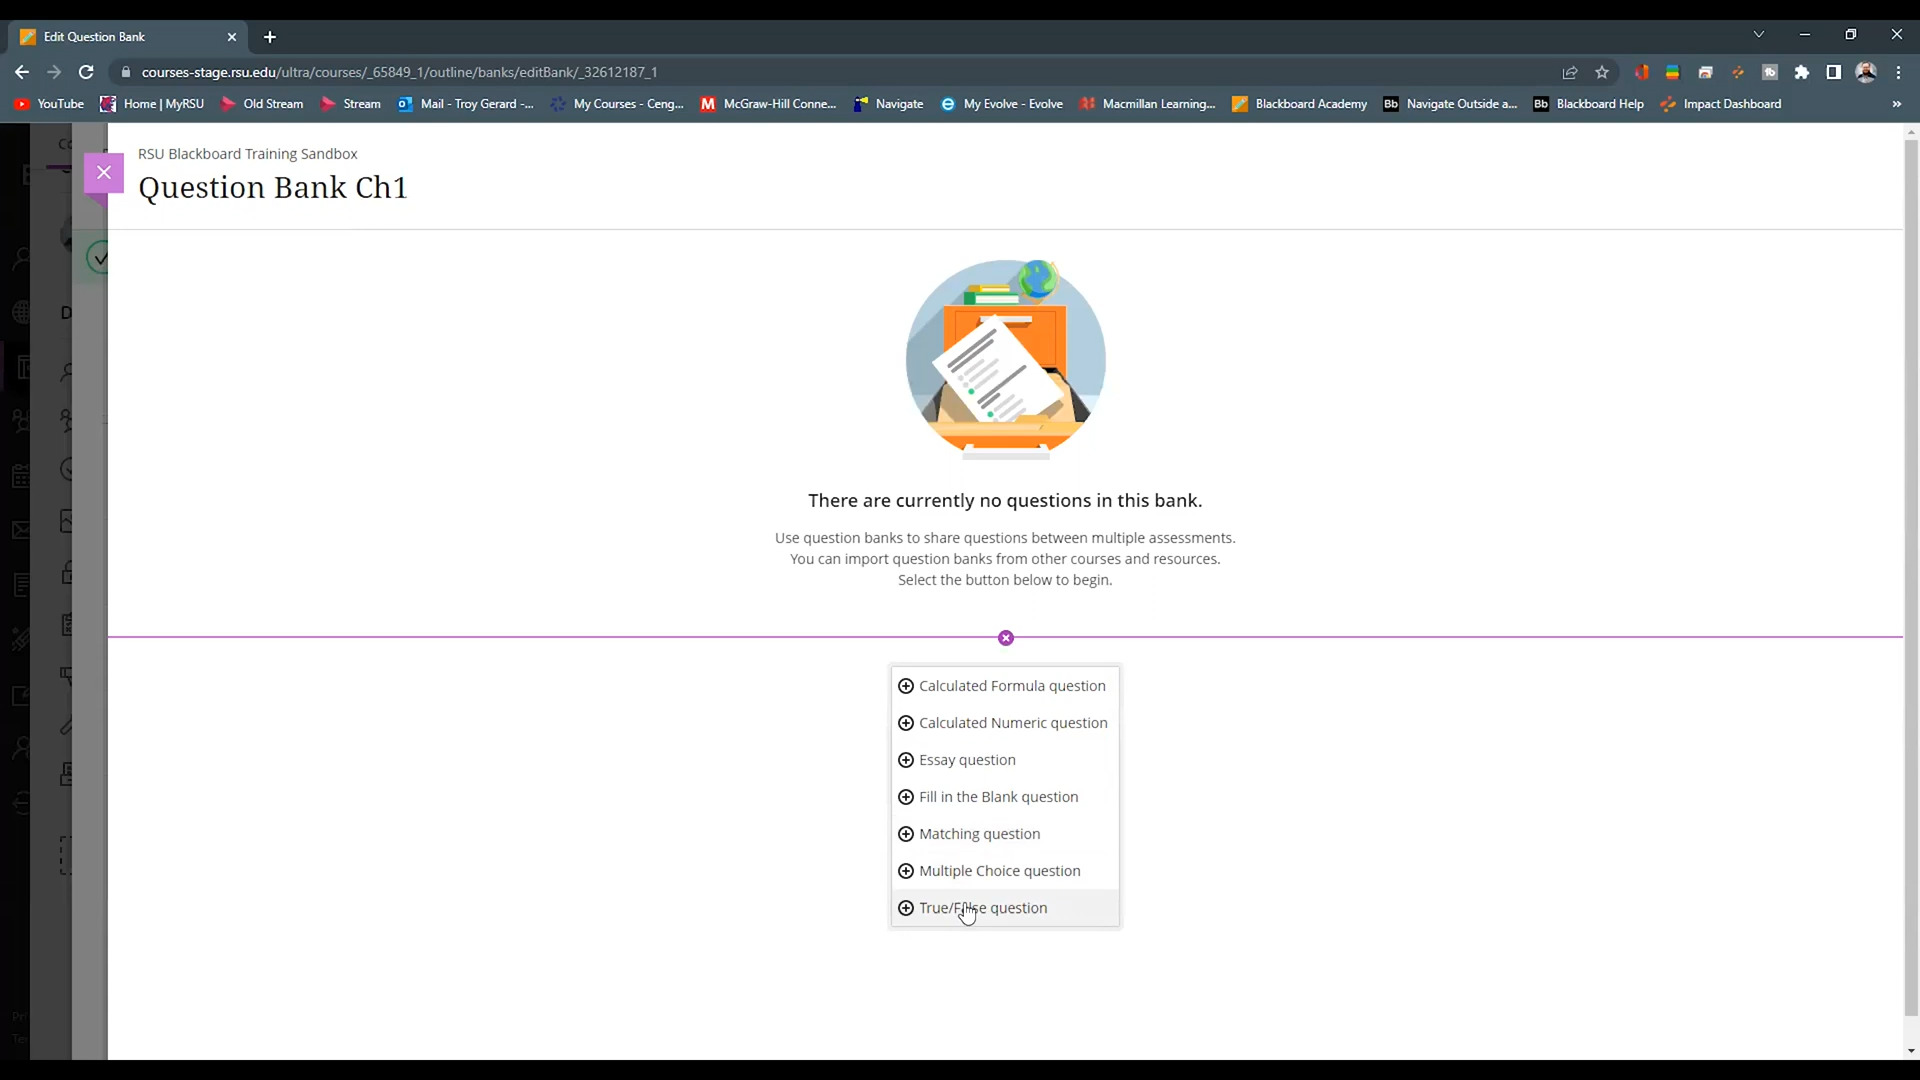 Edit Question Bank
courses-stage.rsu.edu/ultra/courses/_65849_1/outline/banks/editBank/_32612187_1
YouTube Home | MyRSU Old Stream Stream Mail - Troy Gerard -... My Courses - Ceng... McGraw-Hill Conne... Navigate My Evolve - Evolve Macmillan Learning... Blackboard Academy Bb Navigate Outside a... Bb Blackboard Help Impact Dashboard »
RSU Blackboard Training Sandbox
Question Bank Ch1
There are currently no questions in this bank.
Use question banks to share questions between multiple assessments.
You can import question banks from other courses and resources.
Select the button below to begin.
Calculated Formula question
Calculated Numeric question
Essay question
Fill in the Blank question
Matching question
Multiple Choice question
True/False question